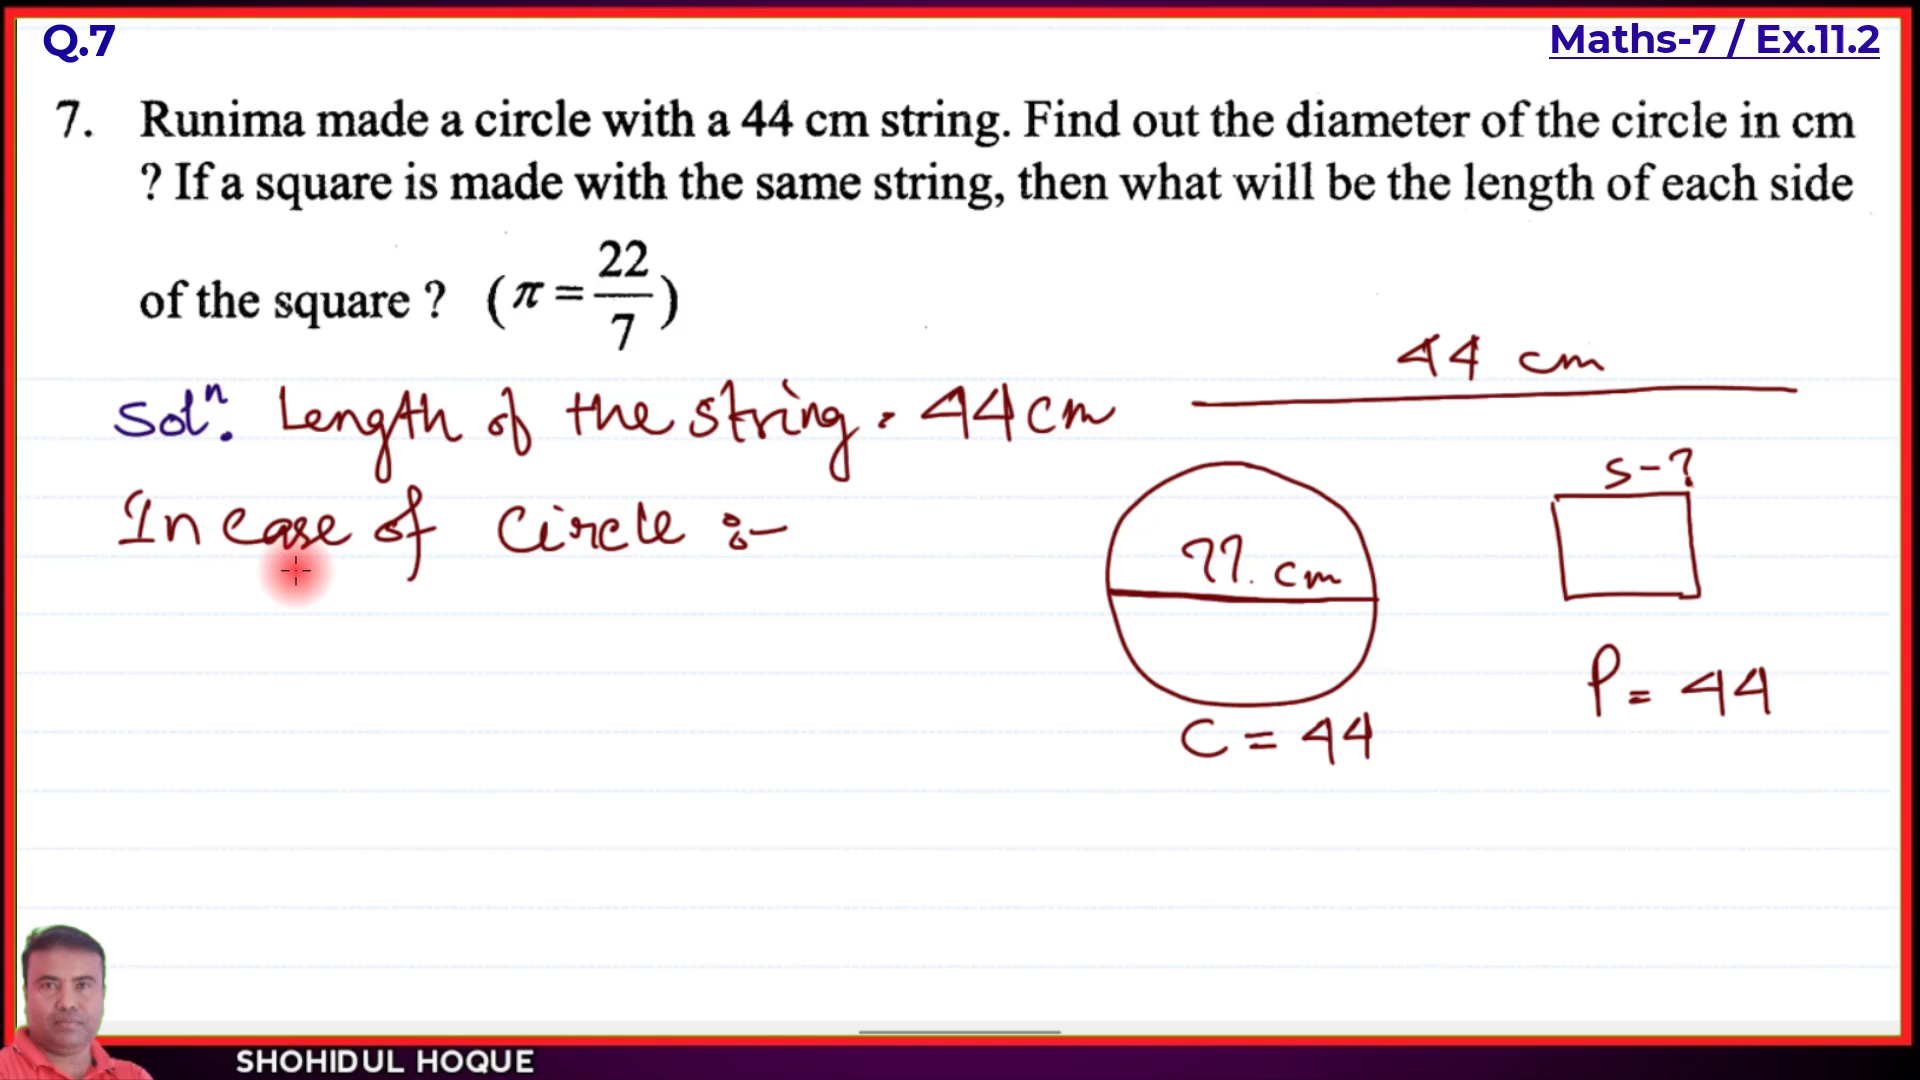 Q.7
Maths-7 / Ex.11.2
7. Runima made a circle with a 44 cm string. Find out the diameter of the circle in cm
? If a square is made with the same string, then what will be the length of each side
of the square ? (π = 22/7)
44 cm
Solⁿ. Length of the string = 44 cm
S-?
In case of circle :-
??. cm
P = 44
C = 44
SHOHIDUL HOQUE